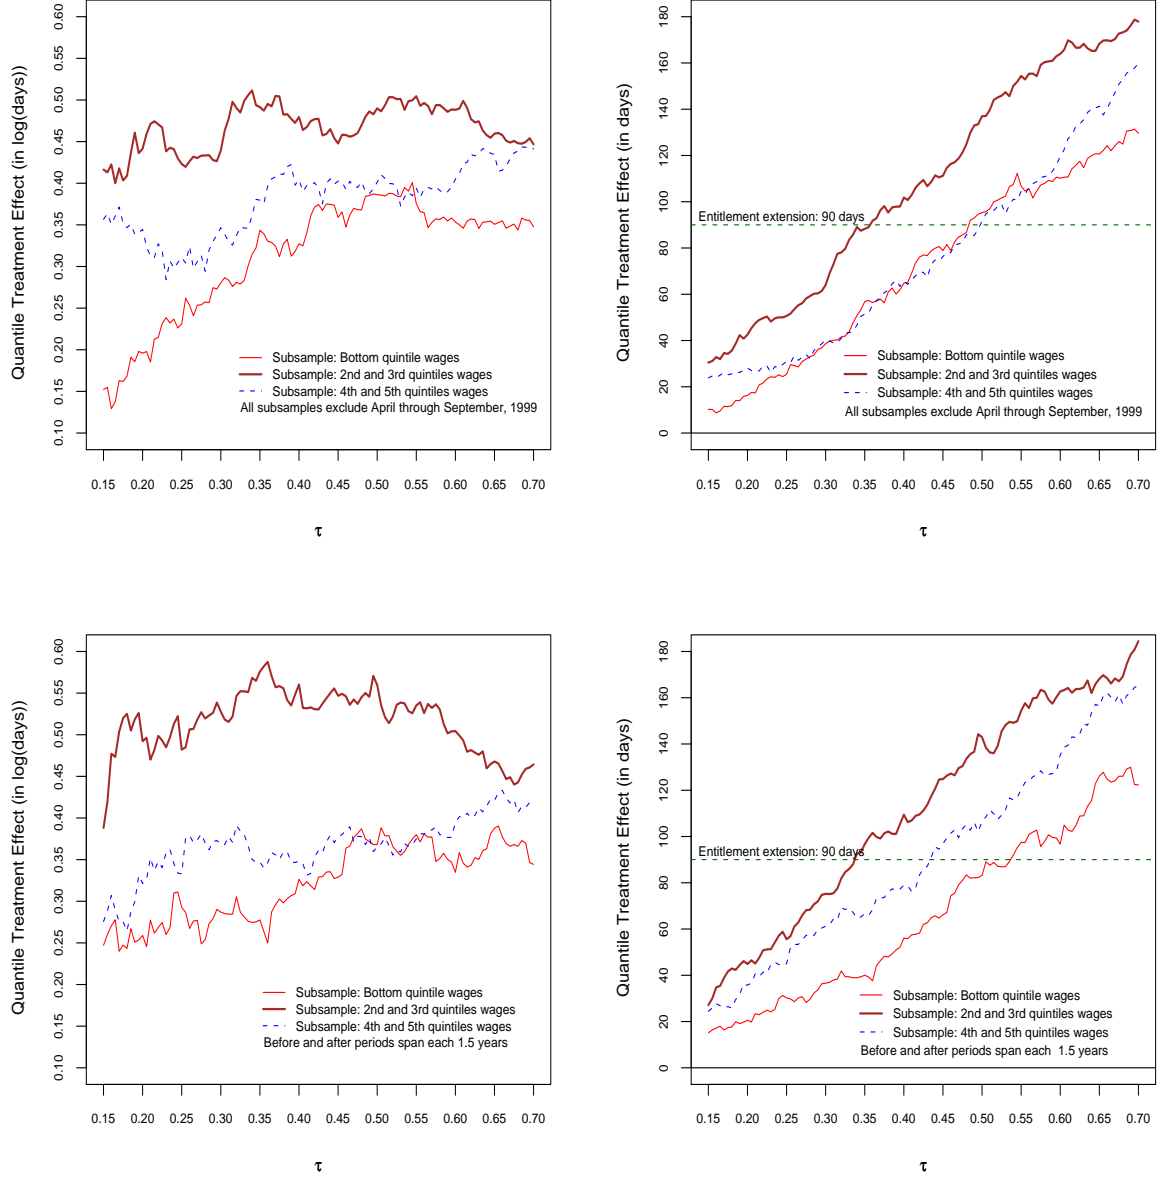 Quantile Treatment Effect (in log(days))
0.60
0.55
0.50
0.45
0.40
0.35
0.30
0.25
0.20
0.15
0.10
Subsample: Bottom quintile wages
Subsample: 2nd and 3rd quintiles wages
Subsample: 4th and 5th quintiles wages
All subsamples exclude April through September, 1999
0.15 0.20 0.25 0.30 0.35 0.40 0.45 0.50 0.55 0.60 0.65 0.70
τ
Quantile Treatment Effect (in days)
180
160
140
120
100
80
60
40
20
0
Entitlement extension: 90 days
Subsample: Bottom quintile wages
Subsample: 2nd and 3rd quintiles wages
Subsample: 4th and 5th quintiles wages
All subsamples exclude April through September, 1999
0.15 0.20 0.25 0.30 0.35 0.40 0.45 0.50 0.55 0.60 0.65 0.70
τ
Quantile Treatment Effect (in log(days))
0.60
0.55
0.50
0.45
0.40
0.35
0.30
0.25
0.20
0.15
0.10
Subsample: Bottom quintile wages
Subsample: 2nd and 3rd quintiles wages
Subsample: 4th and 5th quintiles wages
Before and after periods span each 1.5 years
0.15 0.20 0.25 0.30 0.35 0.40 0.45 0.50 0.55 0.60 0.65 0.70
τ
Quantile Treatment Effect (in days)
180
160
140
120
100
80
60
40
20
0
Entitlement extension: 90 days
Subsample: Bottom quintile wages
Subsample: 2nd and 3rd quintiles wages
Subsample: 4th and 5th quintiles wages
Before and after periods span each 1.5 years
0.15 0.20 0.25 0.30 0.35 0.40 0.45 0.50 0.55 0.60 0.65 0.70
τ